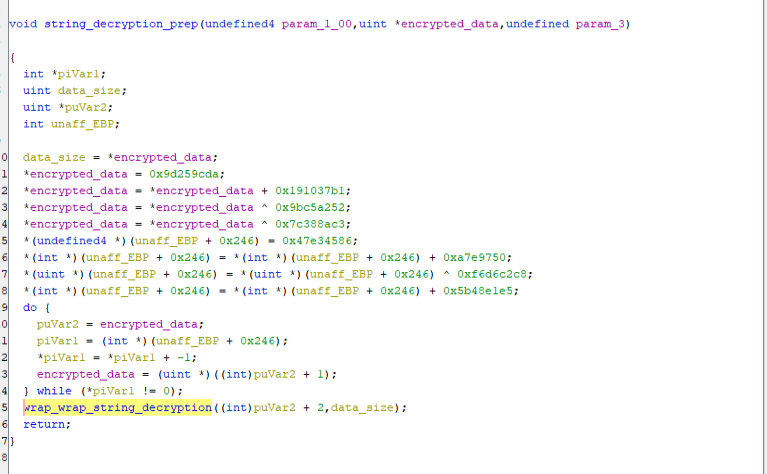 void string_decryption_prep(undefined4 param_1_00,uint *encrypted_data,undefined param_3)
{
int *piVar1;
uint data_size;
uint *puVar2;
int unaff_EBP;
0 data_size = *encrypted_data;
1 *encrypted_data = 0x9d259cda;
2 *encrypted_data = *encrypted_data + 0x191037b1;
3 *encrypted_data = *encrypted_data ^ 0x9bc5a252;
4 *encrypted_data = *encrypted_data ^ 0x7c388ac3;
5 *(undefined4 *)(unaff_EBP + 0x246) = 0x47e34586;
6 *(int *)(unaff_EBP + 0x246) = *(int *)(unaff_EBP + 0x246) + 0xa7e9750;
7 *(uint *)(unaff_EBP + 0x246) = *(uint *)(unaff_EBP + 0x246) ^ 0xf6d6c2c8;
8 *(int *)(unaff_EBP + 0x246) = *(int *)(unaff_EBP + 0x246) + 0x5b48e1e5;
9 do {
0 puVar2 = encrypted_data;
1 piVar1 = (int *)(unaff_EBP + 0x246);
2 *piVar1 = *piVar1 + -1;
3 encrypted_data = (uint *)((int)puVar2 + 1);
4 } while (*piVar1 != 0);
5 wrap_wrap_string_decryption((int)puVar2 + 2,data_size);
6 return;
7 }
8